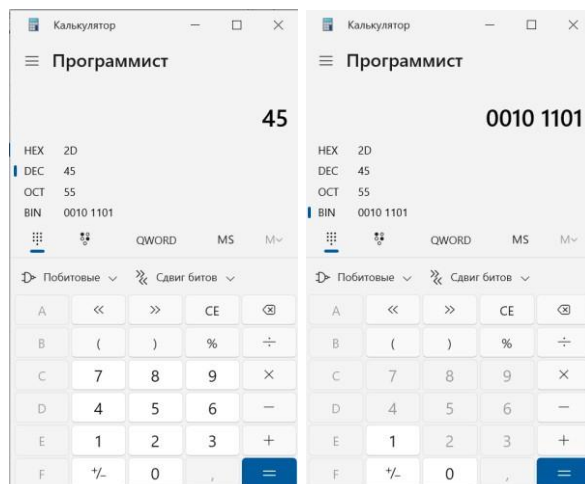 Калькулятор
Программист
45
HEX 2D
DEC 45
OCT 55
BIN 0010 1101
QWORD MS M
Побитовые Сдвиг битов
A << >> CE
B ( ) % ÷
C 7 8 9 ×
D 4 5 6 −
E 1 2 3 +
F +/− 0 , =
Калькулятор
Программист
0010 1101
HEX 2D
DEC 45
OCT 55
BIN 0010 1101
QWORD MS M
Побитовые Сдвиг битов
A << >> CE
B ( ) % ÷
C 7 8 9 ×
D 4 5 6 −
E 1 2 3 +
F +/− 0 , =